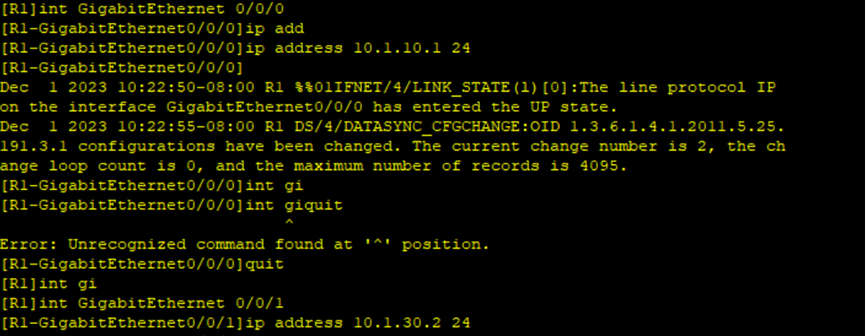 [R1]int GigabitEthernet 0/0/0
[R1-GigabitEthernet0/0/0]ip add
[R1-GigabitEthernet0/0/0]ip address 10.1.10.1 24
[R1-GigabitEthernet0/0/0]
Dec  1 2023 10:22:50-08:00 R1 %%01IFNET/4/LINK_STATE(l)[0]:The line protocol IP
on the interface GigabitEthernet0/0/0 has entered the UP state.
Dec  1 2023 10:22:55-08:00 R1 DS/4/DATASYNC_CFGCHANGE:OID 1.3.6.1.4.1.2011.5.25.
191.3.1 configurations have been changed. The current change number is 2, the ch
ange loop count is 0, and the maximum number of records is 4095.
[R1-GigabitEthernet0/0/0]int gi
[R1-GigabitEthernet0/0/0]int giquit
^
Error: Unrecognized command found at '^' position.
[R1-GigabitEthernet0/0/0]quit
[R1]int gi
[R1]int GigabitEthernet 0/0/1
[R1-GigabitEthernet0/0/1]ip address 10.1.30.2 24